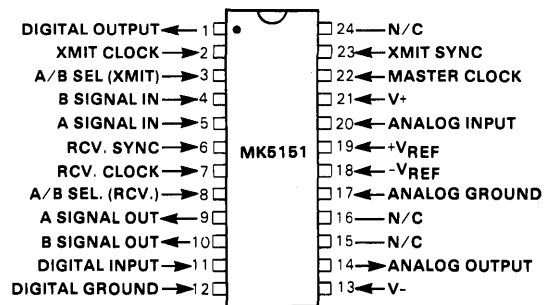 DIGITAL OUTPUT 1 24 N/C
XMIT CLOCK 2 23 XMIT SYNC
A/B SEL (XMIT) 3 22 MASTER CLOCK
B SIGNAL IN 4 21 V+
A SIGNAL IN 5 20 ANALOG INPUT
RCV. SYNC 6 19 +VREF
RCV. CLOCK 7 MK5151 18 -VREF
A/B SEL. (RCV.) 8 17 ANALOG GROUND
A SIGNAL OUT 9 16 N/C
B SIGNAL OUT 10 15 N/C
DIGITAL INPUT 11 14 ANALOG OUTPUT
DIGITAL GROUND 12 13 V-